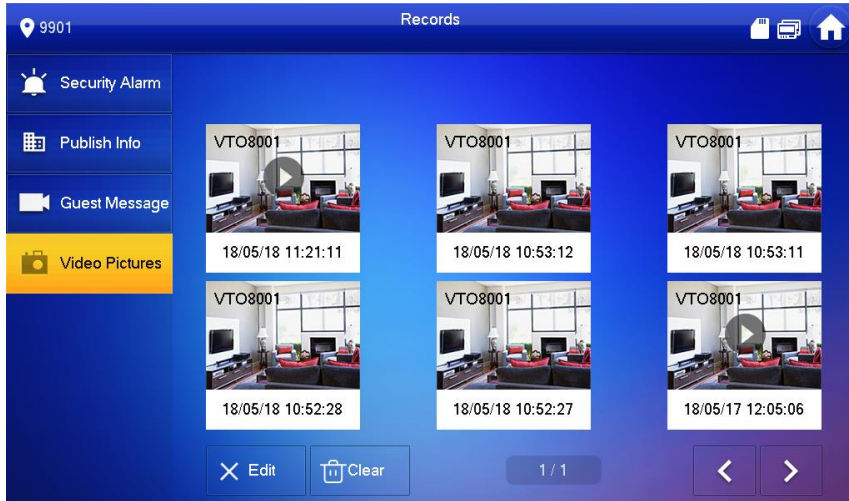 9901
Records
Security Alarm
Publish Info
Guest Message
Video Pictures
VTO8001
18/05/18 11:21:11
VTO8001
18/05/18 10:53:12
VTO8001
18/05/18 10:53:11
VTO8001
18/05/18 10:52:28
VTO8001
18/05/18 10:52:27
VTO8001
18/05/17 12:05:06
Edit
Clear
1 / 1